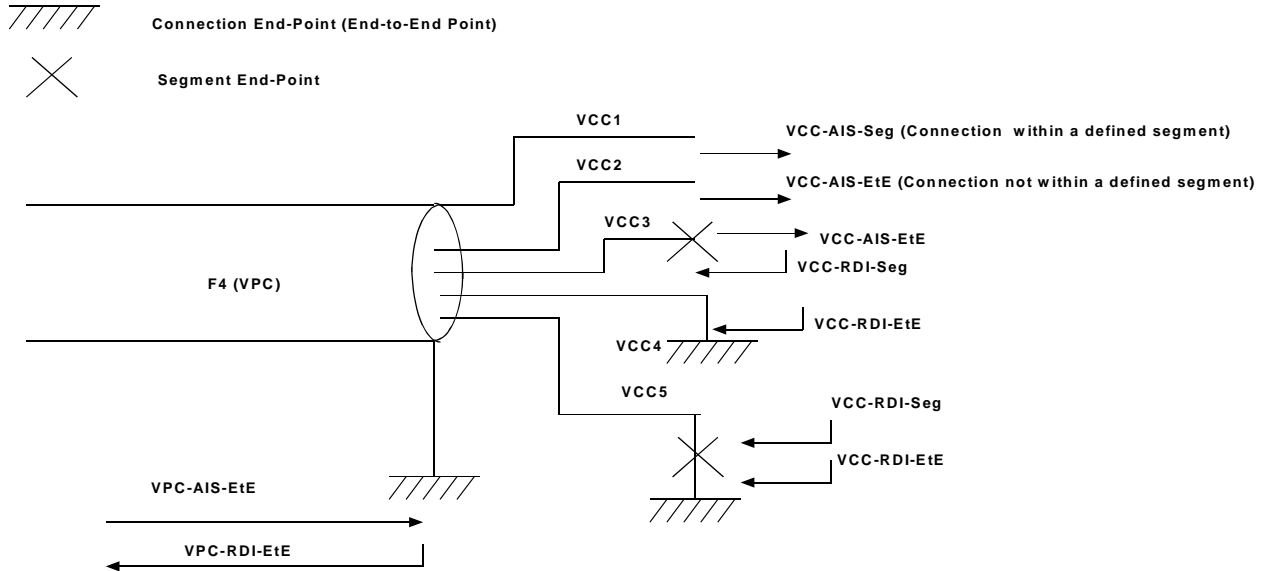 Connection End-Point (End-to-End Point)
Segment End-Point
VCC1
VCC-AIS-Seg (Connection within a defined segment)
VCC2
VCC-AIS-EtE (Connection not within a defined segment)
VCC3
VCC-AIS-EtE
VCC-RDI-Seg
F4 (VPC)
VCC-RDI-EtE
VCC4
VCC5
VCC-RDI-Seg
VCC-RDI-EtE
VPC-AIS-EtE
VPC-RDI-EtE